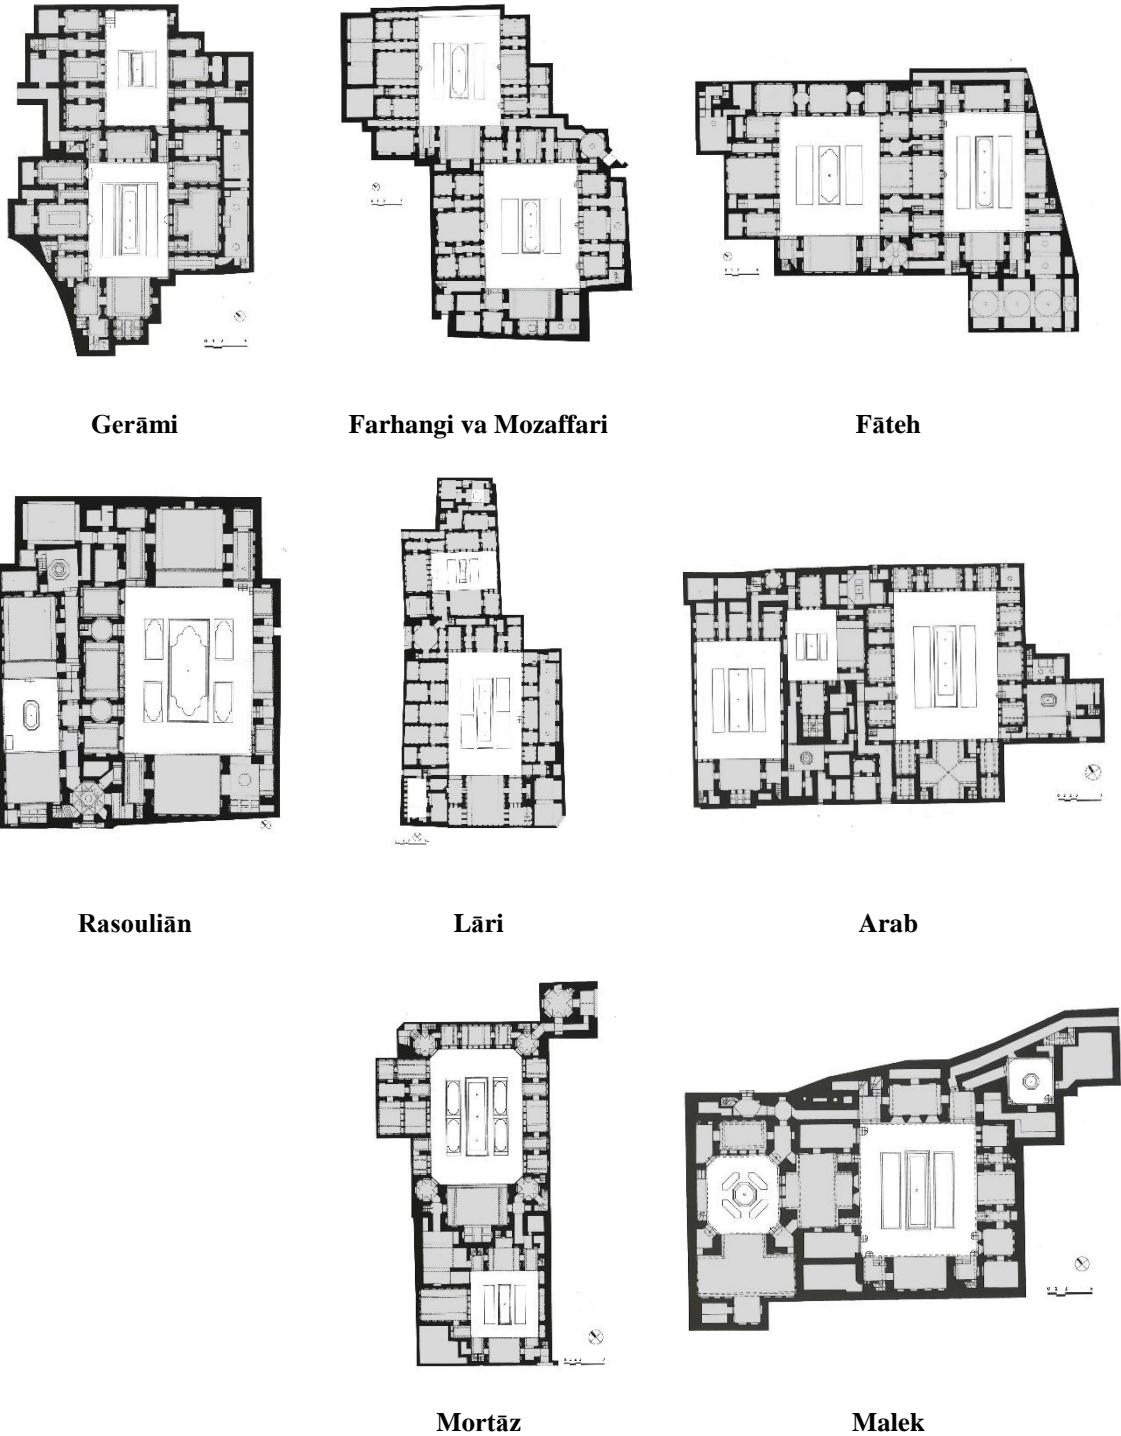 Gerāmi
Farhangi va Mozaffari
Fāteh
Rasouliān
Lāri
Arab
Mortāz
Malek